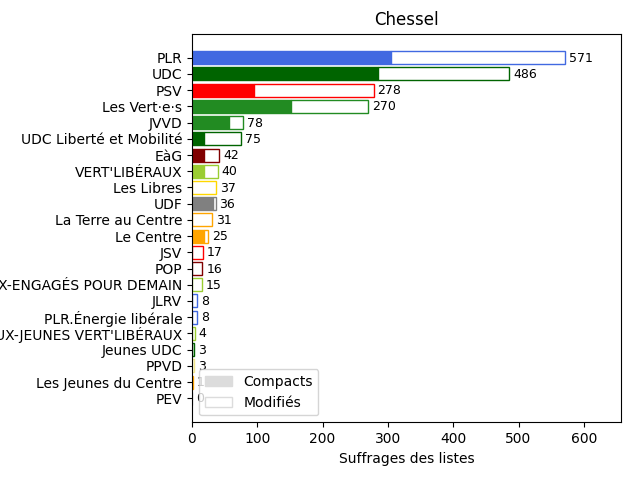 Chessel
PLR 571
UDC 486
PSV 278
Les Vert·e·s 270
JVVD 78
UDC Liberté et Mobilité 75
EàG 42
VERT'LIBÉRAUX 40
Les Libres 37
UDF 36
La Terre au Centre 31
Le Centre 25
JSV 17
POP 16
X-ENGAGÉS POUR DEMAIN 15
JLRV 8
PLR.Énergie libérale 8
UX-JEUNES VERT'LIBÉRAUX 4
Jeunes UDC 3
PPVD 3
Les Jeunes du Centre 1
PEV 0
Compacts
Modifiés
0 100 200 300 400 500 600
Suffrages des listes